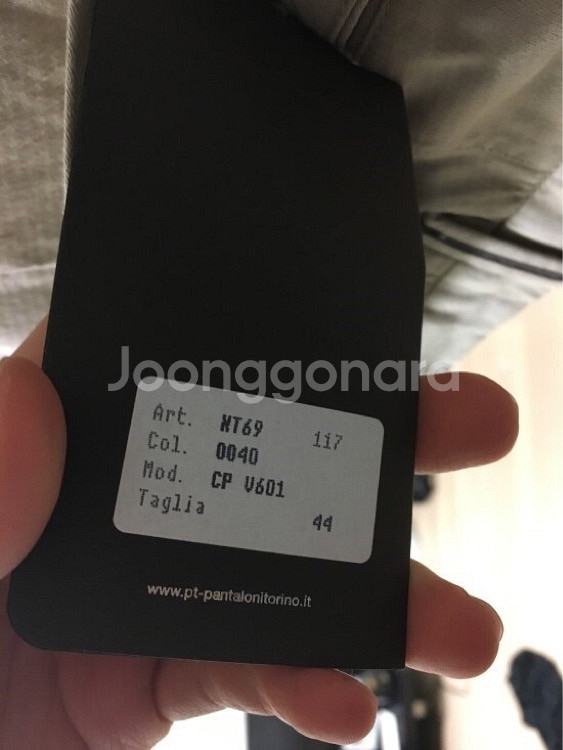 Joonggonara
Art. NT69 117
Col. 0040
Mod. CP V601
Taglia 44
www.pt-pantalonitorino.it